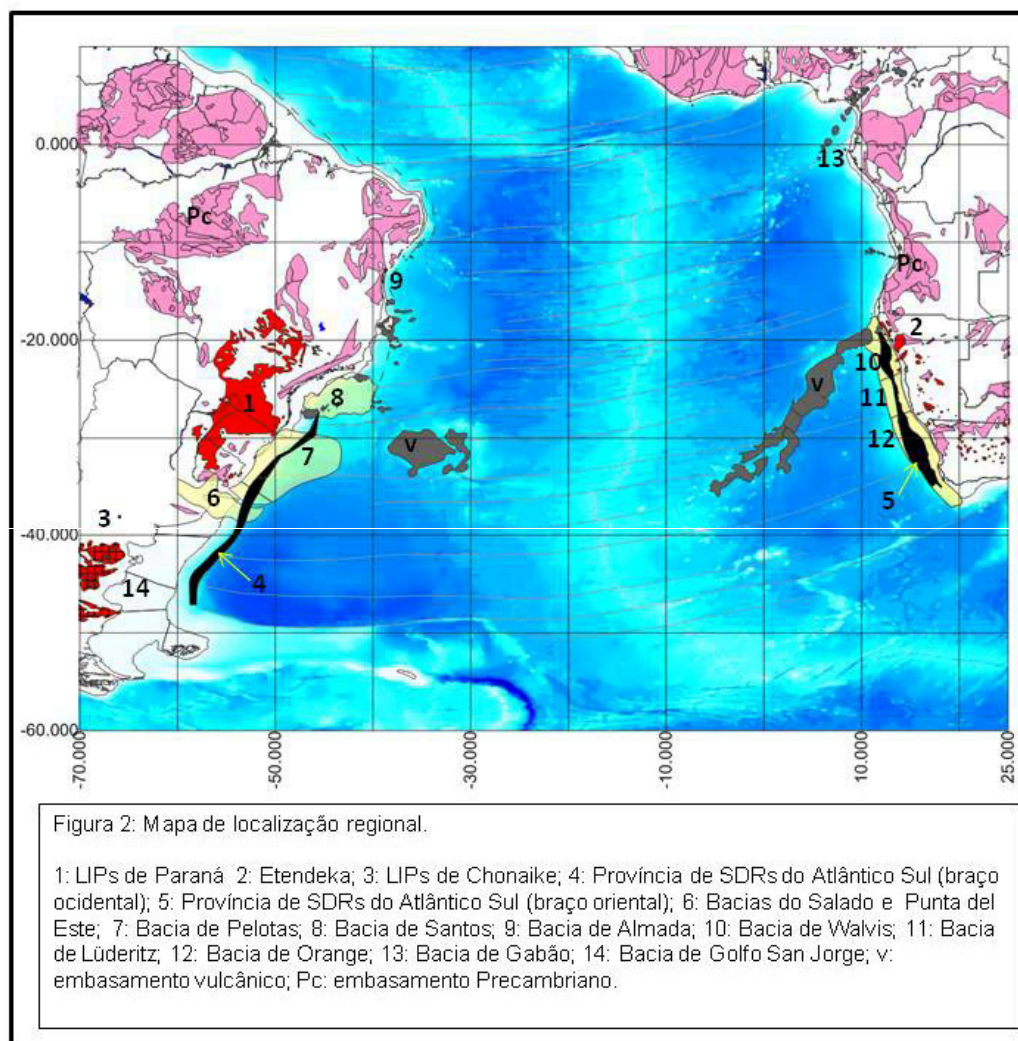 0.000
13
Pc
Pc
9
-20.000
2
10
1
8
v
11
v
12
7
6
5
3
-40.000
14
4
-60.000
-70.000
-50.000
-30.000
-10.000
10.000
25.000
Figura 2: Mapa de localização regional.
1: LIPs de Paraná 2: Etendeka; 3: LIPs de Chonaike; 4: Província de SDRs do Atlântico Sul (braço
ocidental); 5: Província de SDRs do Atlântico Sul (braço oriental); 6: Bacias do Salado e Punta del
Este; 7: Bacia de Pelotas; 8: Bacia de Santos; 9: Bacia de Almada; 10: Bacia de Walvis; 11: Bacia
de Lüderitz; 12: Bacia de Orange; 13: Bacia de Gabão; 14: Bacia de Golfo San Jorge; v:
embasamento vulcânico; Pc: embasamento Precambriano.